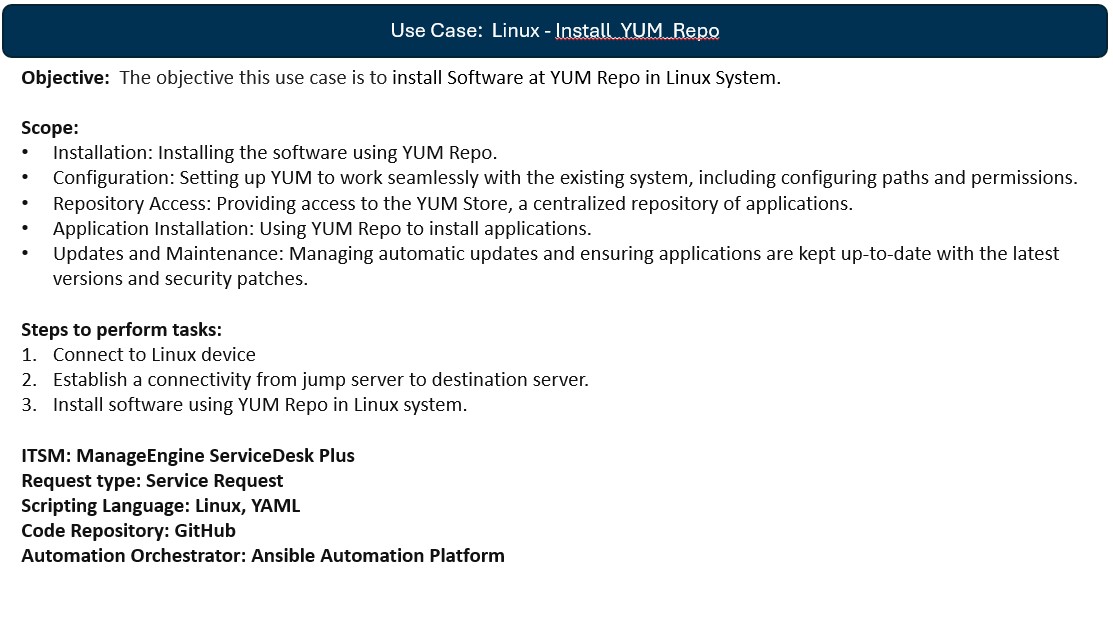 Use Case:  Linux - Install_YUM_Repo
Objective:  The objective this use case is to install Software at YUM Repo in Linux System.
Scope:
• Installation: Installing the software using YUM Repo.
• Configuration: Setting up YUM to work seamlessly with the existing system, including configuring paths and permissions.
• Repository Access: Providing access to the YUM Store, a centralized repository of applications.
• Application Installation: Using YUM Repo to install applications.
• Updates and Maintenance: Managing automatic updates and ensuring applications are kept up-to-date with the latest
versions and security patches.
Steps to perform tasks:
1. Connect to Linux device
2. Establish a connectivity from jump server to destination server.
3. Install software using YUM Repo in Linux system.
ITSM: ManageEngine ServiceDesk Plus
Request type: Service Request
Scripting Language: Linux, YAML
Code Repository: GitHub
Automation Orchestrator: Ansible Automation Platform